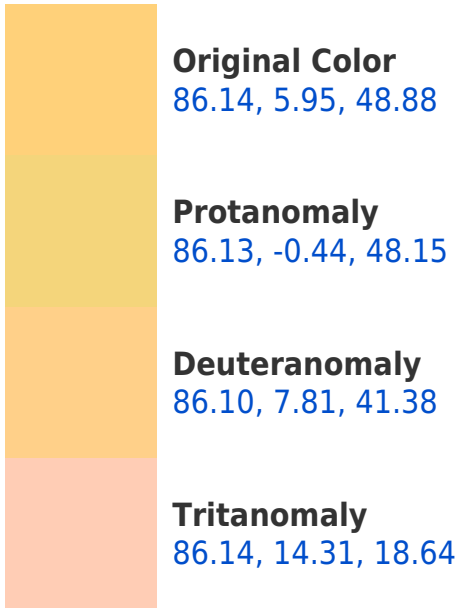 Original Color
86.14, 5.95, 48.88
Protanomaly
86.13, -0.44, 48.15
Deuteranomaly
86.10, 7.81, 41.38
Tritanomaly
86.14, 14.31, 18.64